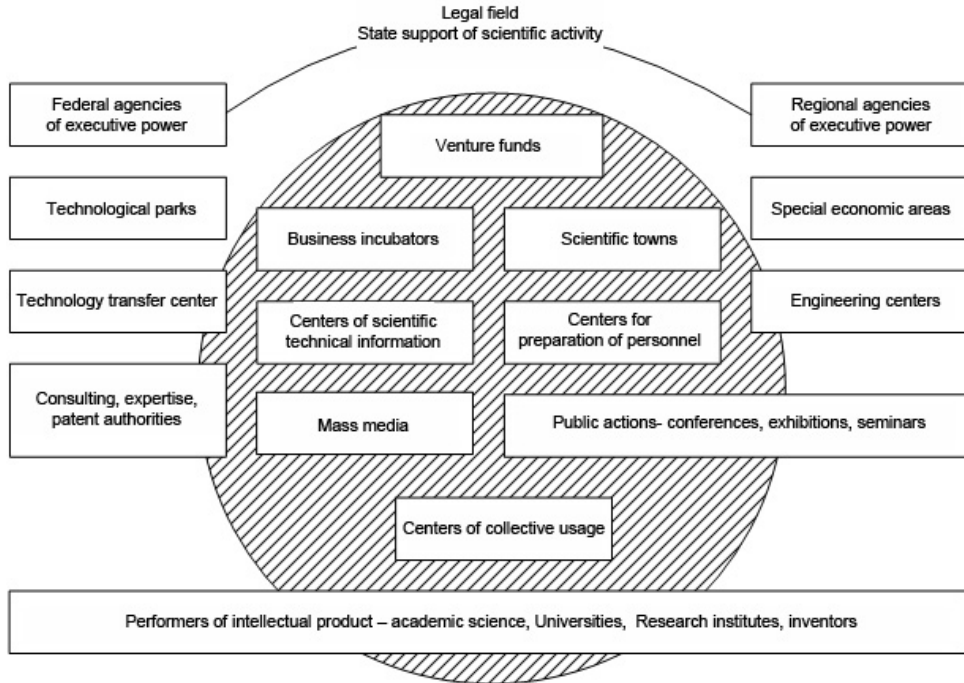 Legal field
State support of scientific activity
Federal agencies
of executive power
Regional agencies
of executive power
Venture funds
Technological parks
Special economic areas
Business incubators
Scientific towns
Technology transfer center
Engineering centers
Centers of scientific
technical information
Centers for
preparation of personnel
Consulting, expertise,
patent authorities
Mass media
Public actions- conferences, exhibitions, seminars
Centers of collective usage
Performers of intellectual product – academic science, Universities, Research institutes, inventors